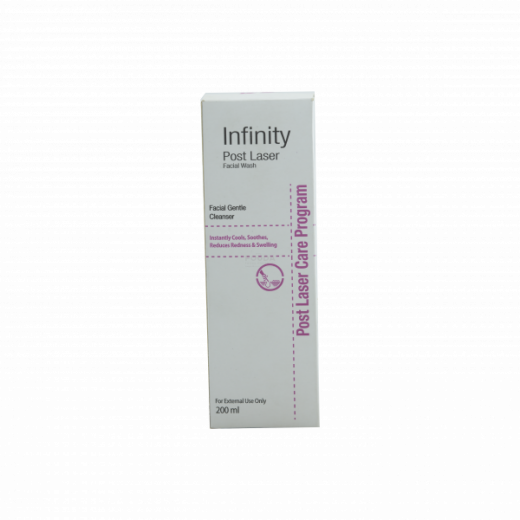 Infinity
Post Laser
Facial Wash
Facial Gentle
Cleanser
Instantly Cools, Soothes,
Reduces Redness & Swelling
Post Laser Care Program
For External Use Only
200 ml